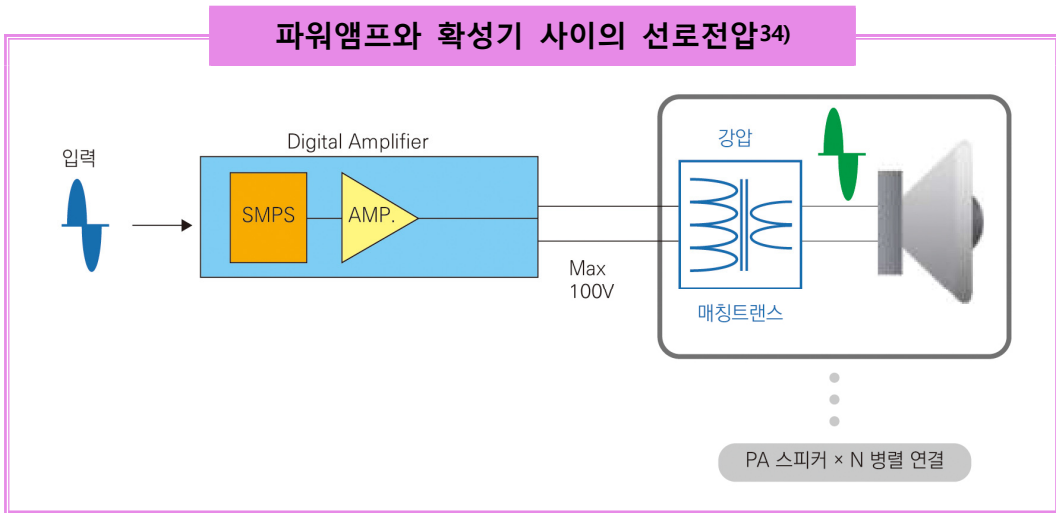 파워앰프와 확성기 사이의 선로전압34)
입력
Digital Amplifier
SMPS
AMP.
Max
100V
강압
매칭트랜스
PA 스피커 × N 병렬 연결